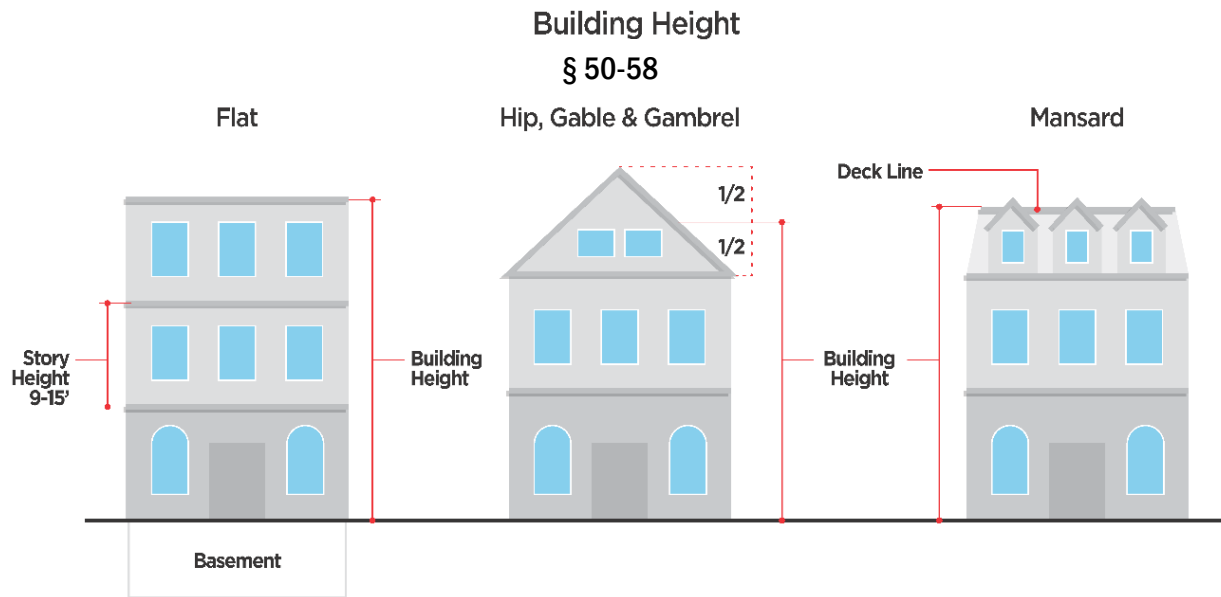 Building Height
§ 50-58
Flat
Hip, Gable & Gambrel
Mansard
Deck Line
1/2
1/2
Story
Height
9-15’
Building
Height
Building
Height
Basement